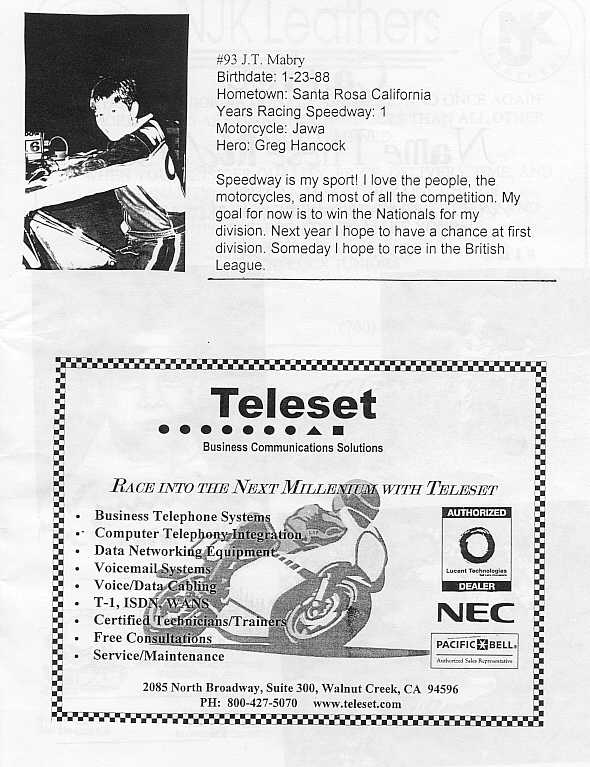 #93 J.T. Mabry
Birthdate: 1-23-88
Hometown: Santa Rosa California
Years Racing Speedway: 1
Motorcycle: Jawa
Hero: Greg Hancock
Speedway is my sport! I love the people, the
motorcycles, and most of all the competition. My
goal for now is to win the Nationals for my
division. Next year I hope to have a chance at first
division. Someday I hope to race in the British
League.
Teleset
Business Communications Solutions
RACE INTO THE NEXT MILLENIUM WITH TELESET
• Business Telephone Systems
• Computer Telephony Integration
• Data Networking Equipment
• Voicemail Systems
• Voice/Data Cabling
• T-1, ISDN, WANS
• Certified Technicians/Trainers
• Free Consultations
• Service/Maintenance
AUTHORIZED
Lucent Technologies
DEALER
NEC
PACIFIC BELL
Authorized Sales Representative
2085 North Broadway, Suite 300, Walnut Creek, CA 94596
PH: 800-427-5070 www.teleset.com